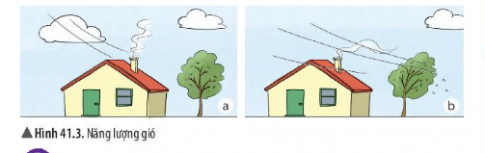 a
b
▲ Hình 41.3. Năng lượng gió